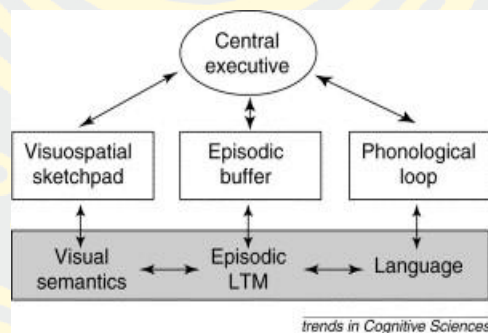 Central
executive
Visuospatial
sketchpad
Episodic
buffer
Phonological
loop
Visual
semantics
Episodic
LTM
Language
trends in Cognitive Sciences